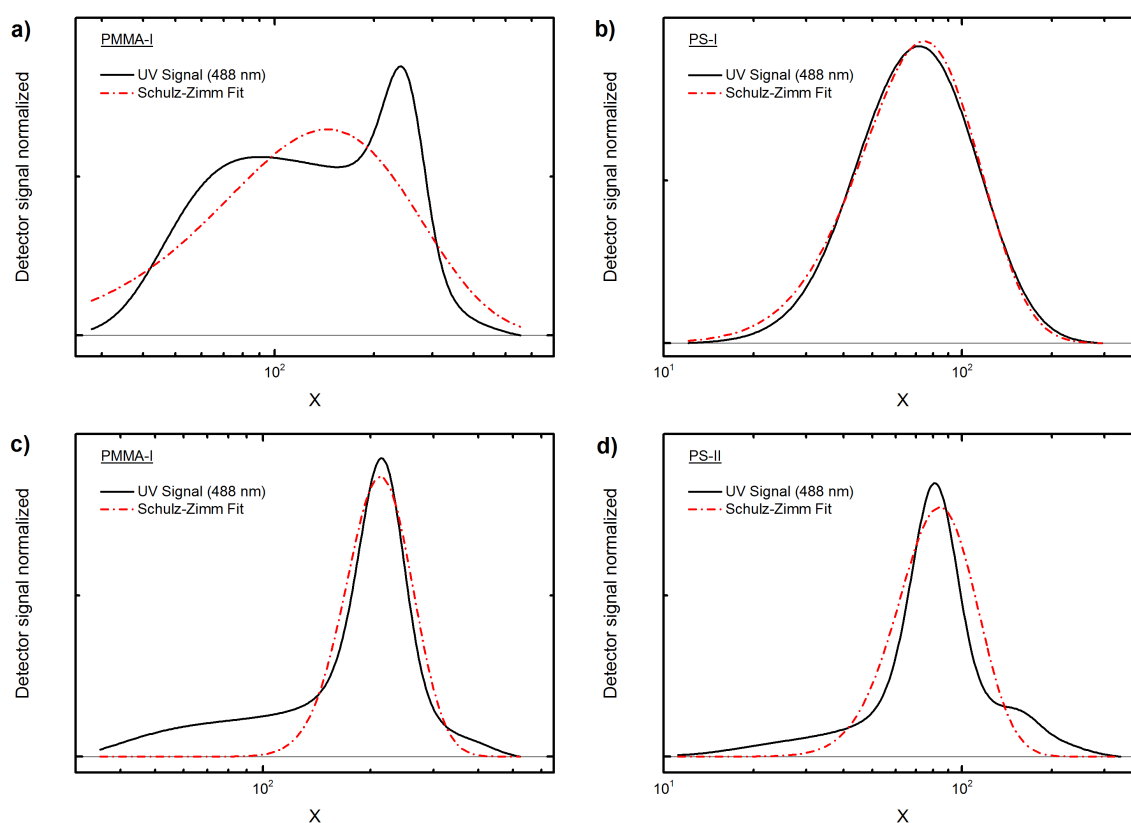 a)
PMMA-I
UV Signal (488 nm)
Schulz-Zimm Fit
Detector signal normalized
10²
X
b)
PS-I
UV Signal (488 nm)
Schulz-Zimm Fit
Detector signal normalized
10¹
10²
X
c)
PMMA-I
UV Signal (488 nm)
Schulz-Zimm Fit
Detector signal normalized
10²
X
d)
PS-II
UV Signal (488 nm)
Schulz-Zimm Fit
Detector signal normalized
10¹
10²
X